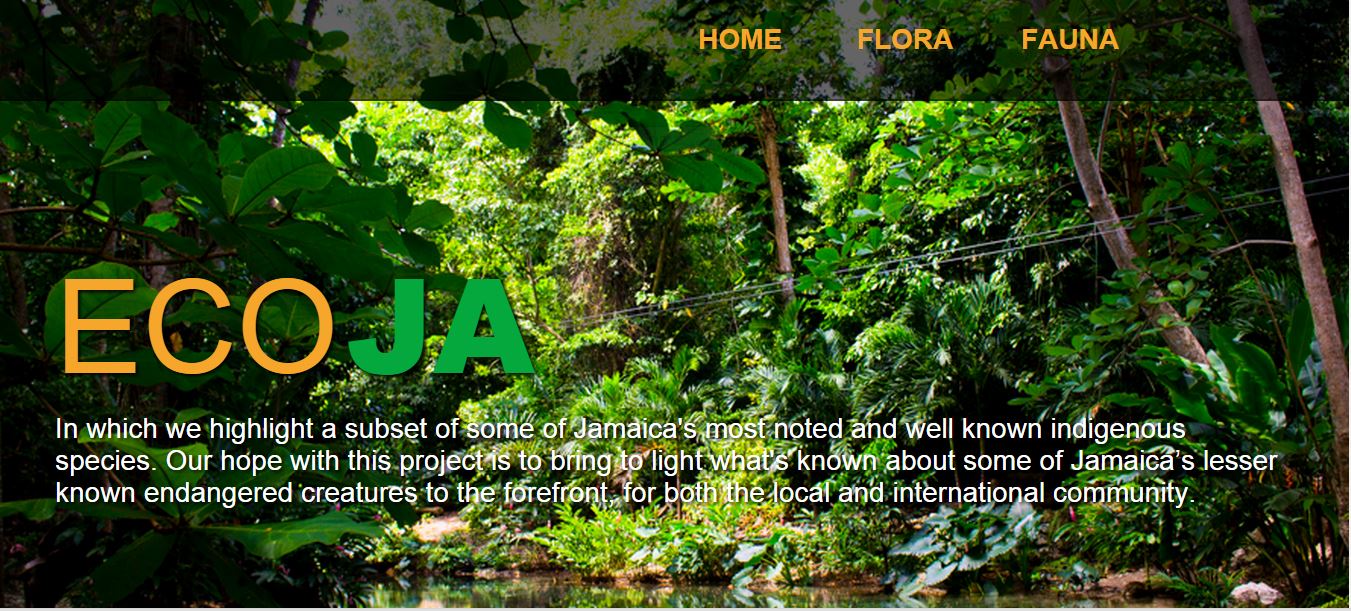 HOME FLORA FAUNA
ECOJA
In which we highlight a subset of some of Jamaica's most noted and well known indigenous
species. Our hope with this project is to bring to light what's known about some of Jamaica’s lesser
known endangered creatures to the forefront, for both the local and international community.